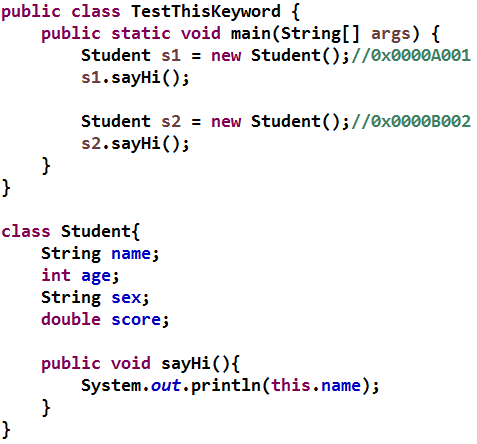 public class TestThisKeyword {
    public static void main(String[] args) {
        Student s1 = new Student();//0x0000A001
        s1.sayHi();

        Student s2 = new Student();//0x0000B002
        s2.sayHi();
    }
}

class Student{
    String name;
    int age;
    String sex;
    double score;

    public void sayHi(){
        System.out.println(this.name);
    }
}